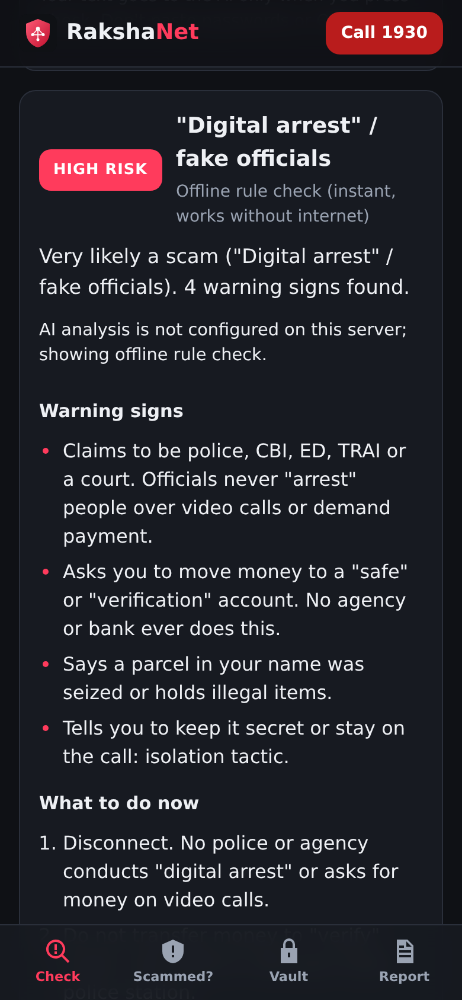 RakshaNet
Call 1930
"Digital arrest" /
fake officials
HIGH RISK
Offline rule check (instant,
works without internet)
Very likely a scam ("Digital arrest" /
fake officials). 4 warning signs found.
AI analysis is not configured on this server;
showing offline rule check.
Warning signs
• Claims to be police, CBI, ED, TRAI or
a court. Officials never "arrest"
people over video calls or demand
payment.
• Asks you to move money to a "safe"
or "verification" account. No agency
or bank ever does this.
• Says a parcel in your name was
seized or holds illegal items.
• Tells you to keep it secret or stay on
the call: isolation tactic.
What to do now
1. Disconnect. No police or agency
conducts "digital arrest" or asks for
money on video calls.
2. Do not transfer money to "verify"
police station.
Check
Scammed?
Vault
Report